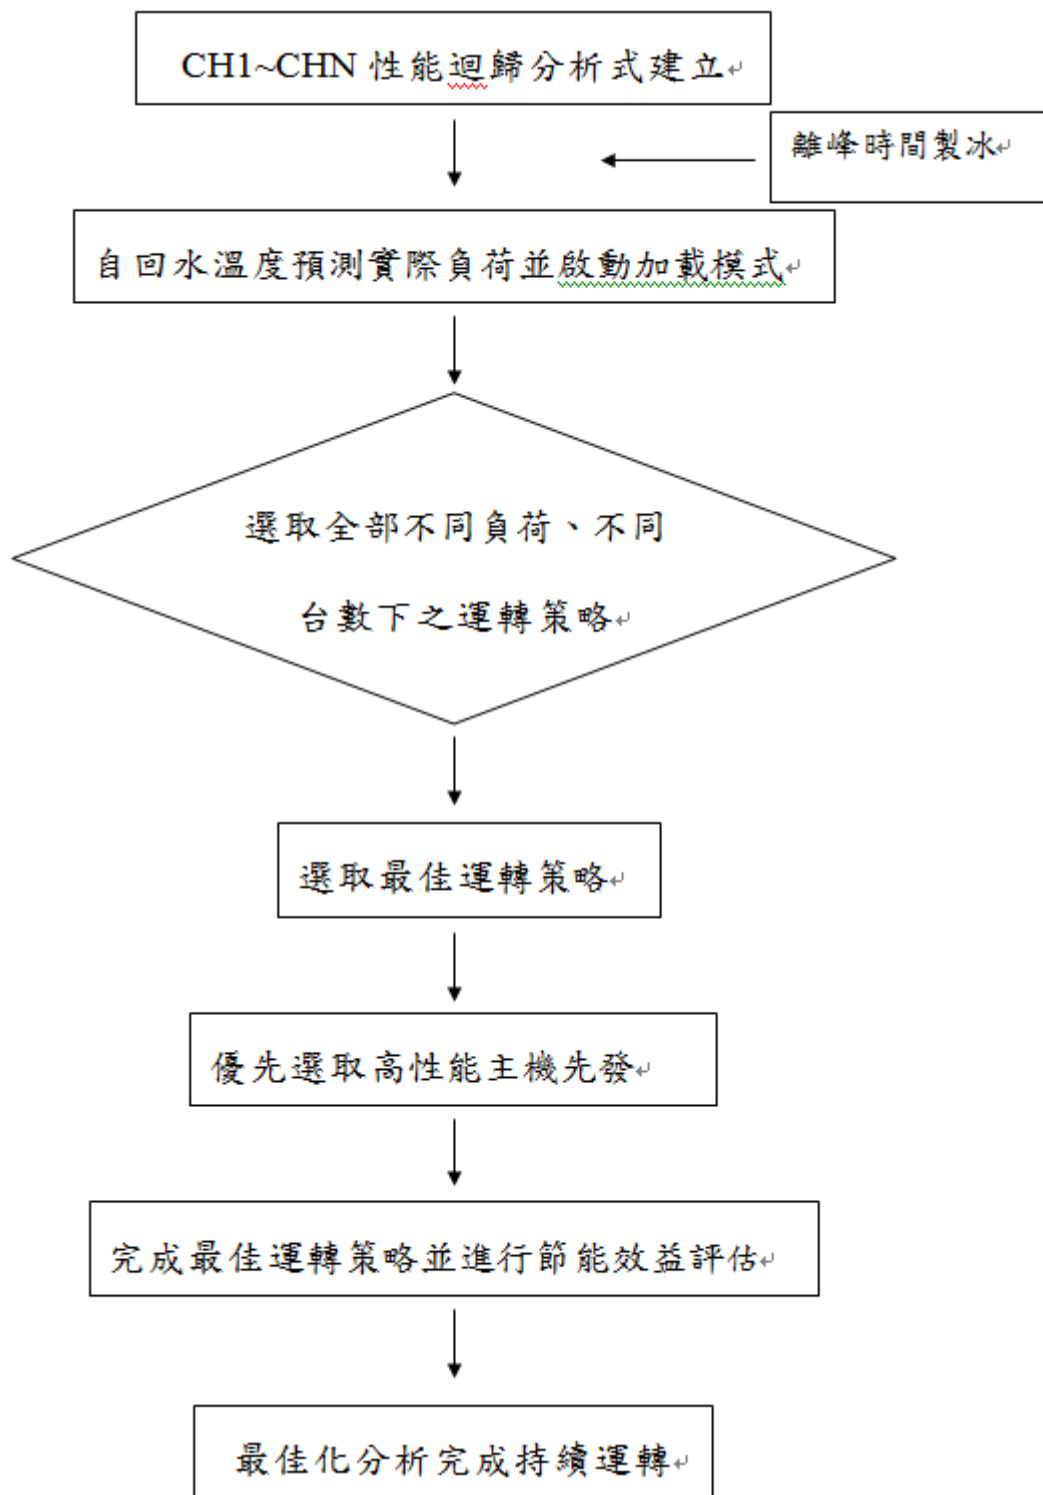 CH1~CHN 性能迴歸分析式建立
離峰時間製冰
自回水溫度預測實際負荷並啟動加載模式
選取全部不同負荷、不同
台數下之運轉策略
選取最佳運轉策略
優先選取高性能主機先發
完成最佳運轉策略並進行節能效益評估
最佳化分析完成持續運轉